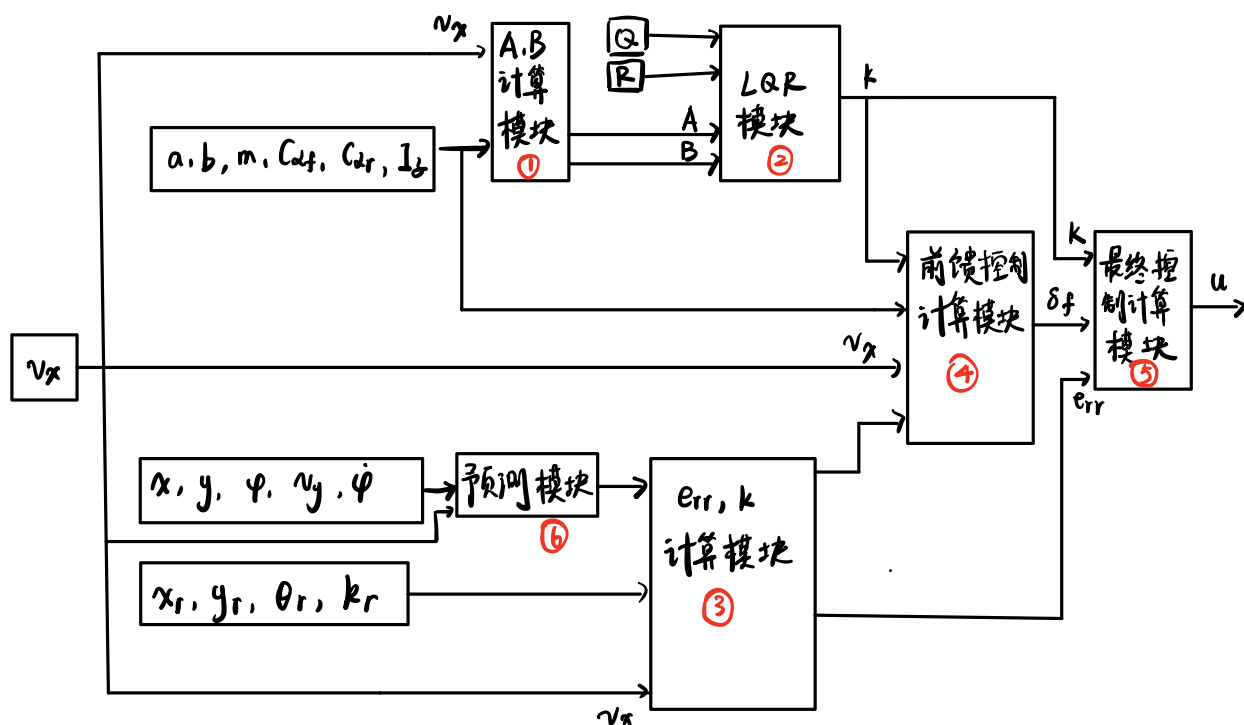 vx
A,B
计算
模块
①
Q
R
A
B
LQR
模块
②
k
a, b, m, Cαf, Cαr, Iz
k
前馈控制
计算模块
④
δf
最终控
制计算
模块
⑤
u
err
vx
vx
x, y, φ, vy, φ̇
预测模块
⑥
err, k
计算模块
③
xr, yr, θr, kr
vx